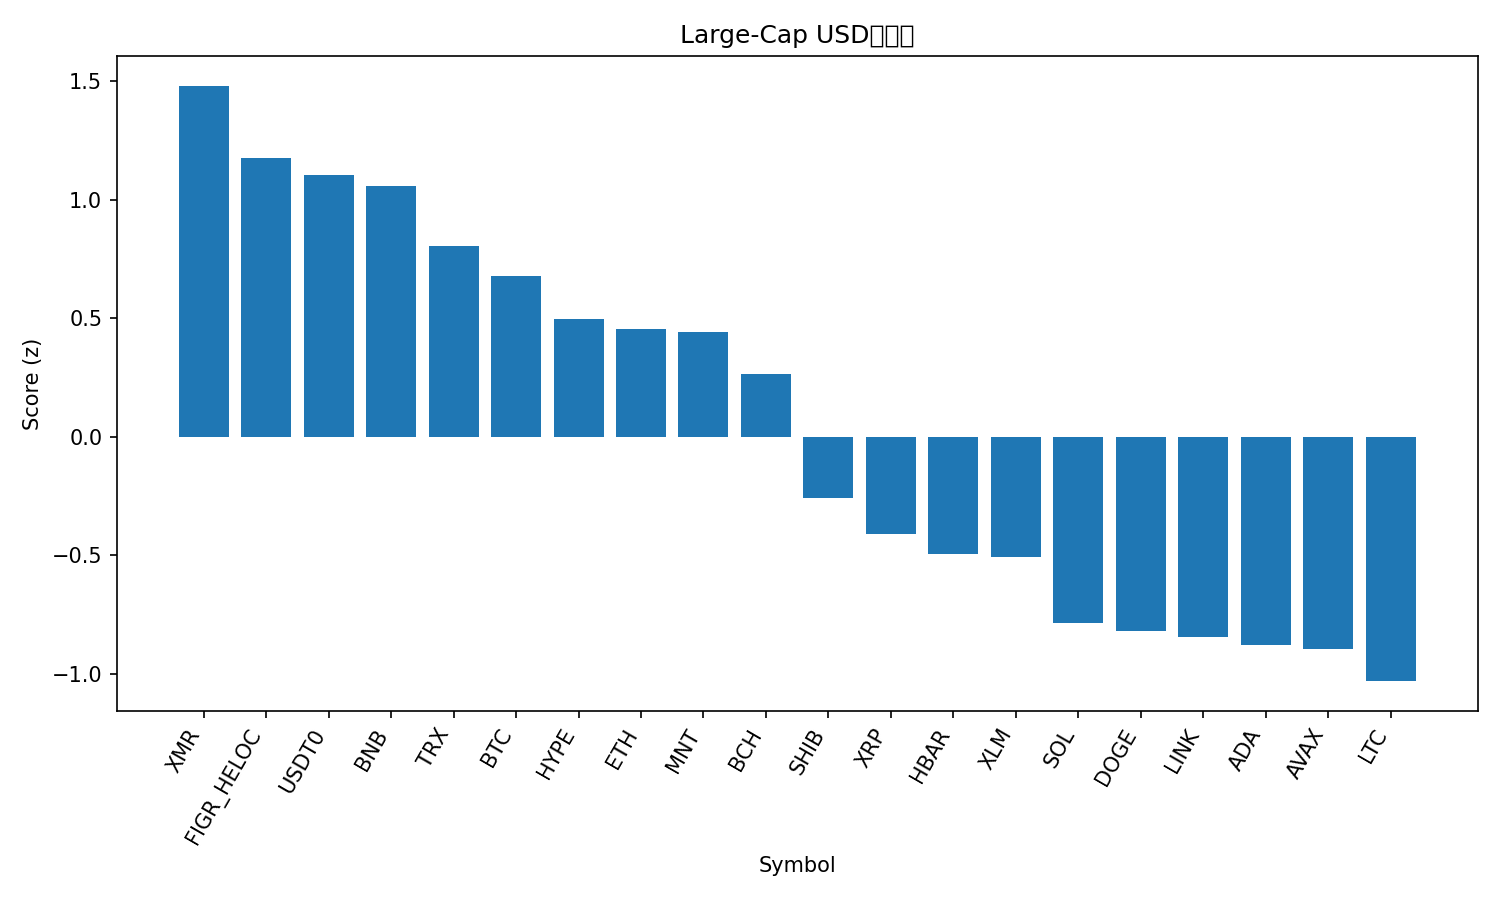 Large-Cap USD
1.5
1.0
0.5
0.0
−0.5
−1.0
Score (z)
XMR
FIGR_HELOC
USDT0
BNB
TRX
BTC
HYPE
ETH
MNT
BCH
SHIB
XRP
HBAR
XLM
SOL
DOGE
LINK
ADA
AVAX
LTC
Symbol